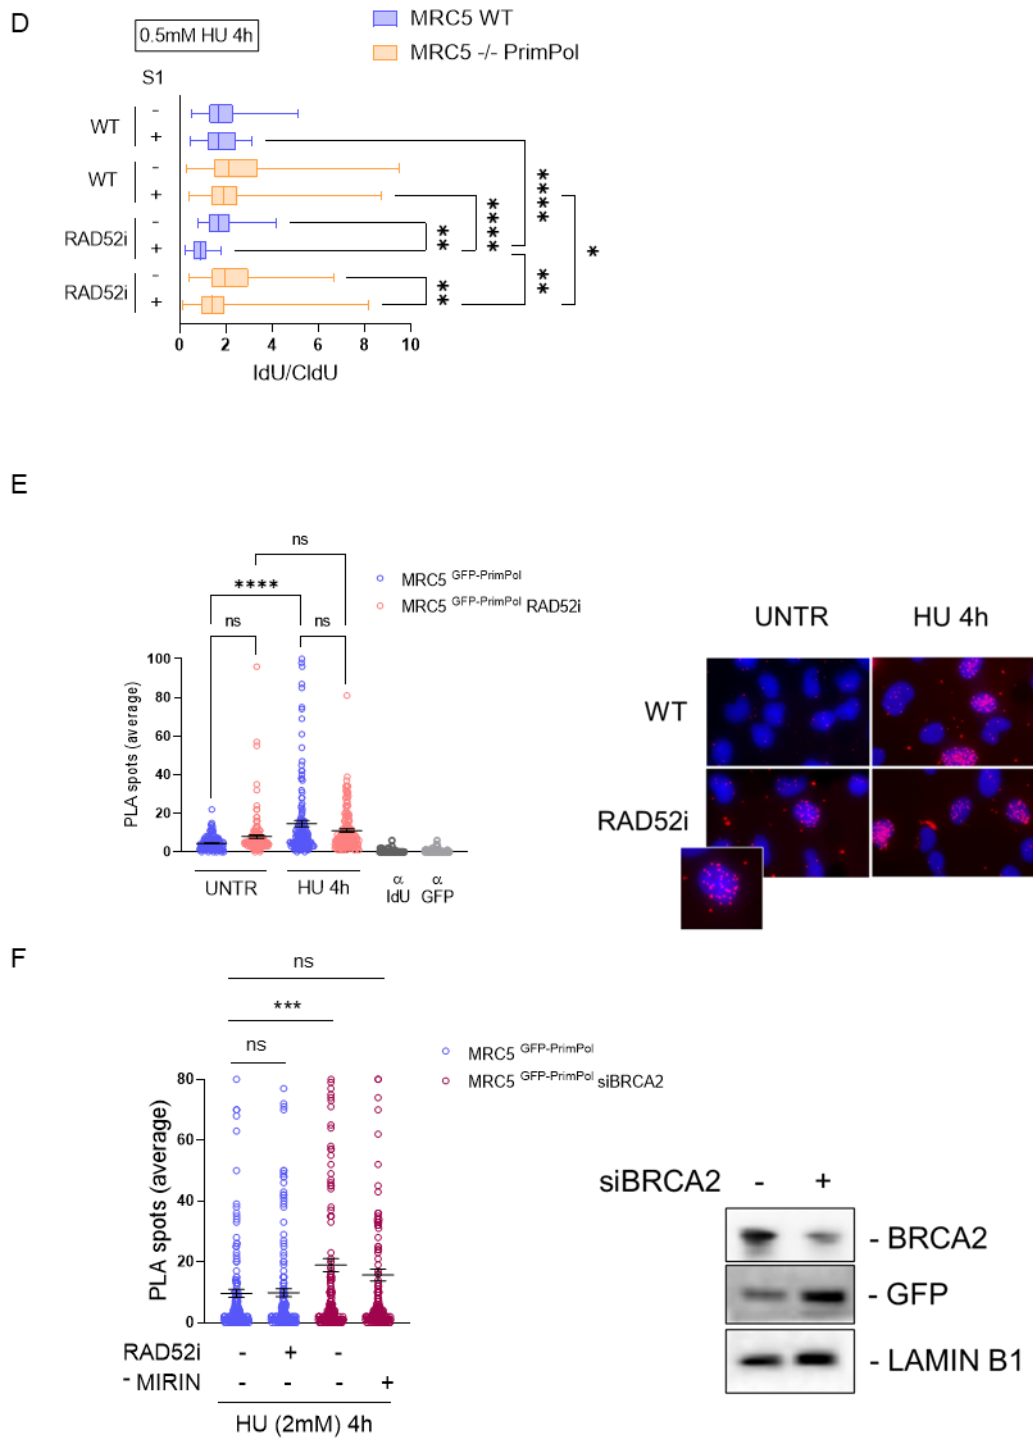 D
0.5mM HU 4h
MRC5 WT
MRC5 -/- PrimPol
S1
WT
-
+
WT
-
+
RAD52i
-
+
RAD52i
-
+
**
****
****
**
*
**
0 2 4 6 8 10
IdU/CldU
E
ns
****
ns ns
MRC5 GFP-PrimPol
MRC5 GFP-PrimPol RAD52i
PLA spots (average)
100
80
60
40
20
0
UNTR HU 4h
α IdU
α GFP
UNTR HU 4h
WT
RAD52i
F
ns
***
ns
MRC5 GFP-PrimPol
MRC5 GFP-PrimPol siBRCA2
PLA spots (average)
80
60
40
20
0
RAD52i - + -
- MIRIN - - - +
HU (2mM) 4h
siBRCA2 - +
- BRCA2
- GFP
- LAMIN B1